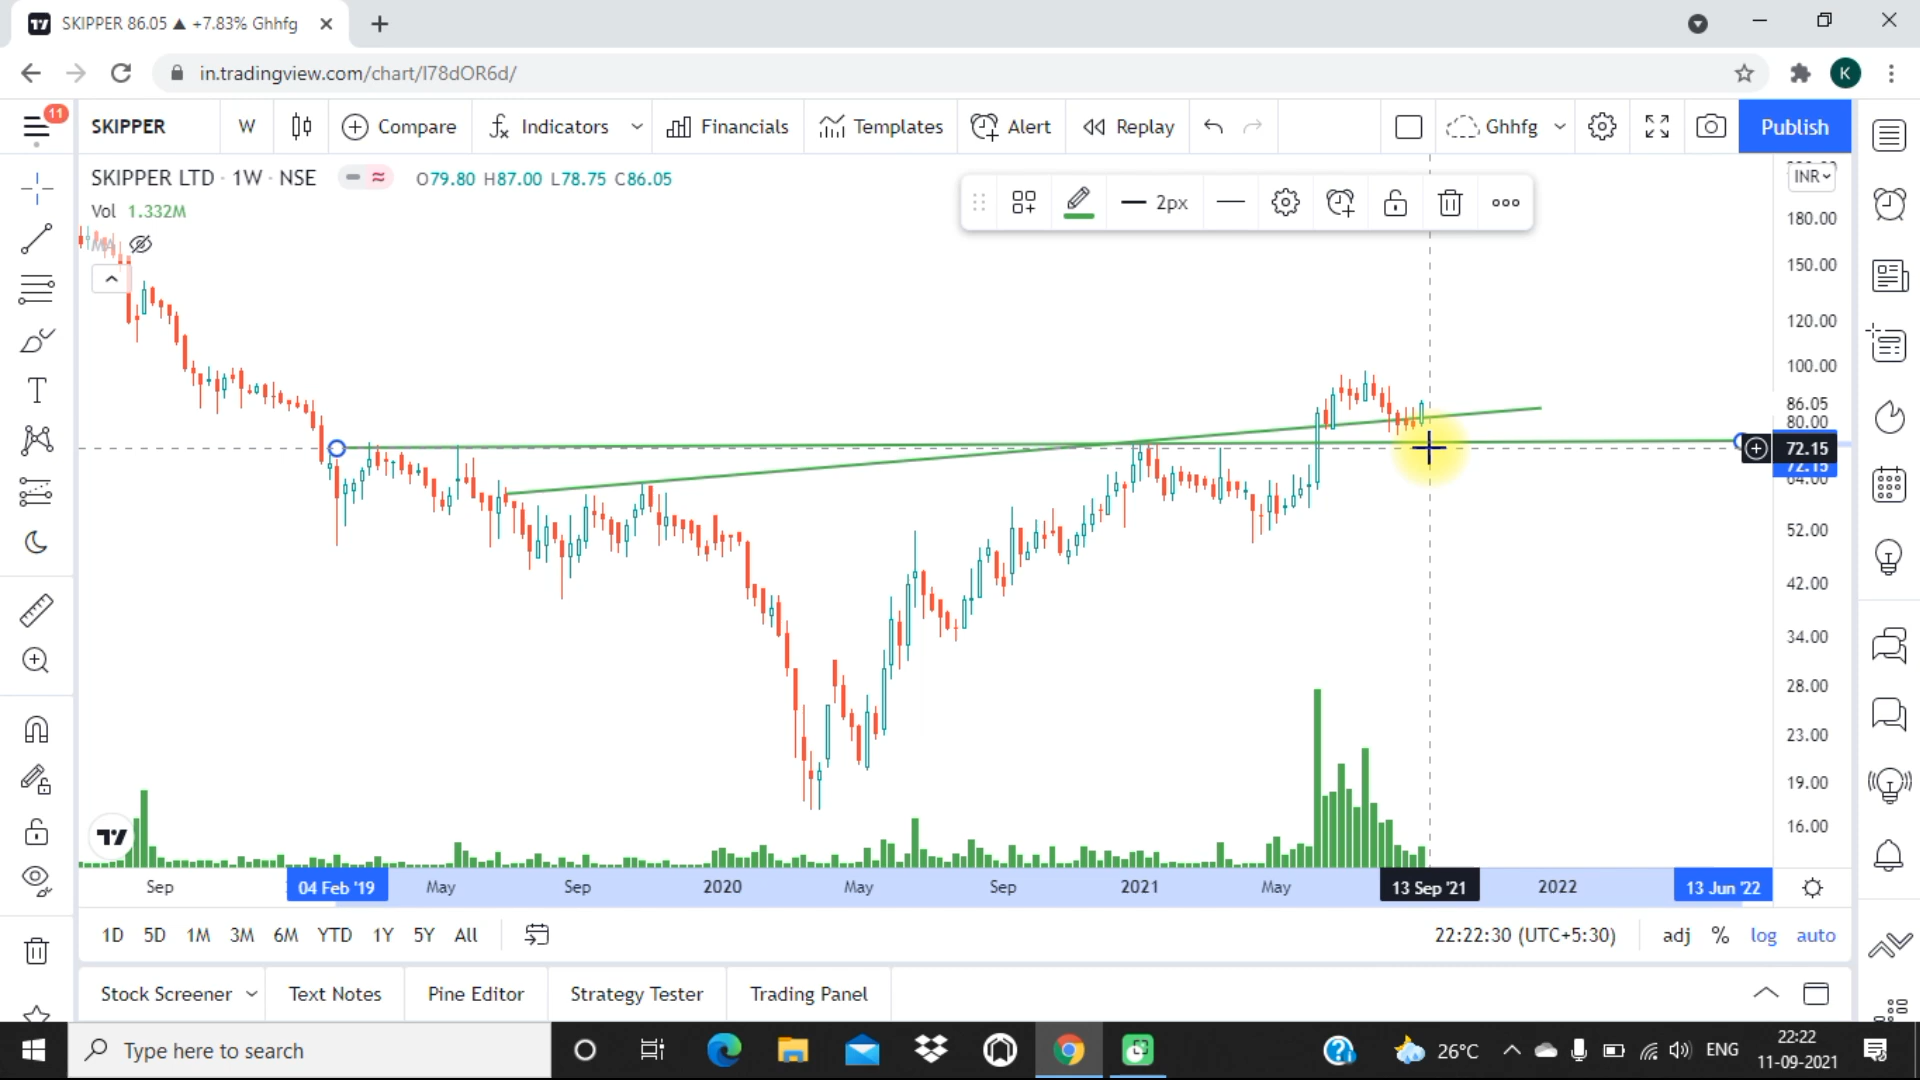 SKIPPER 86.05 ▲ +7.83% Ghhfg
in.tradingview.com/chart/I78dOR6d/
K
11
SKIPPER
W
Compare
Indicators
Financials
Templates
Alert
Replay
Ghhfg
Publish
SKIPPER LTD · 1W · NSE
O79.80 H87.00 L78.75 C86.05
Vol 1.332M
MA
2px
INR
180.00
150.00
120.00
100.00
86.05
80.00
72.15
72.15
64.00
52.00
42.00
34.00
28.00
23.00
19.00
16.00
Sep
04 Feb '19
May
Sep
2020
May
Sep
2021
May
13 Sep '21
2022
13 Jun '22
1D 5D 1M 3M 6M YTD 1Y 5Y All
22:22:30 (UTC+5:30)
adj % log auto
Stock Screener
Text Notes
Pine Editor
Strategy Tester
Trading Panel
Type here to search
26°C
ENG
22:22
11-09-2021